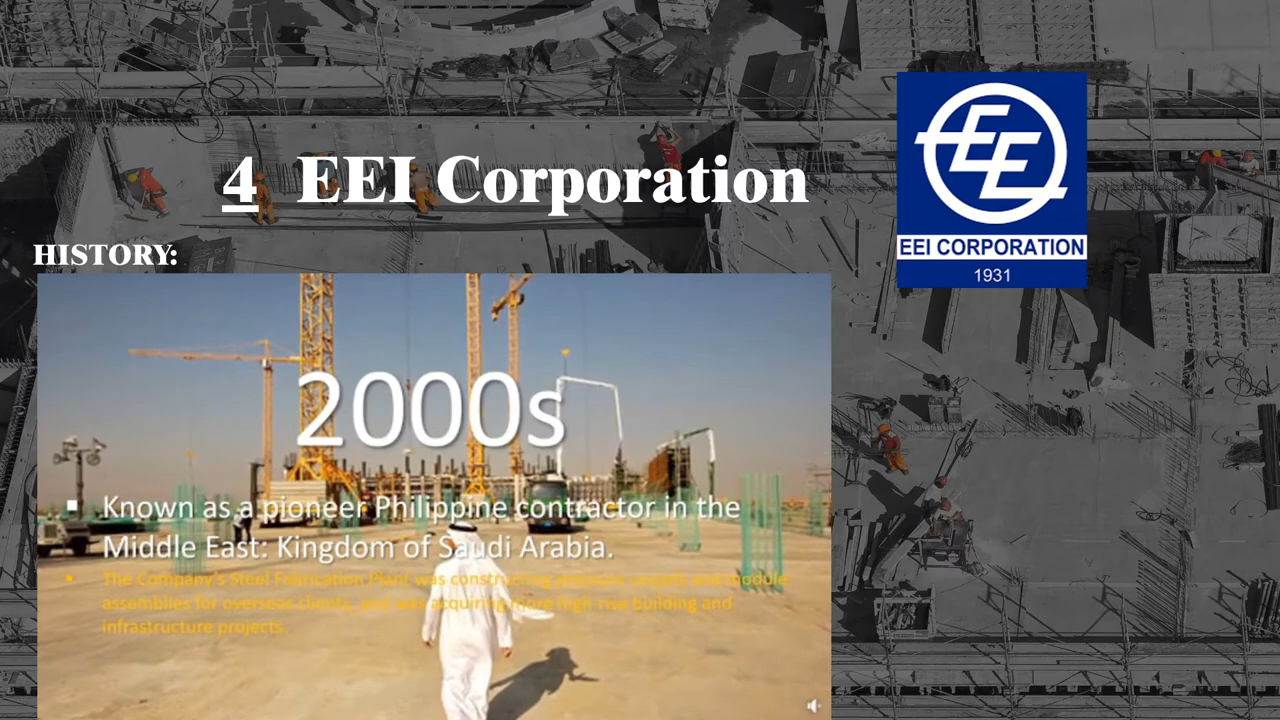 4 EEI Corporation
EE
EEI CORPORATION
1931
HISTORY:
2000s
▪ Known as a pioneer Philippine contractor in the
Middle East: Kingdom of Saudi Arabia.
▪ The Company's Steel Fabrication Plant was constructing pressure vessels and module
assemblies for overseas clients, and was acquiring more high-rise building and
infrastructure projects.